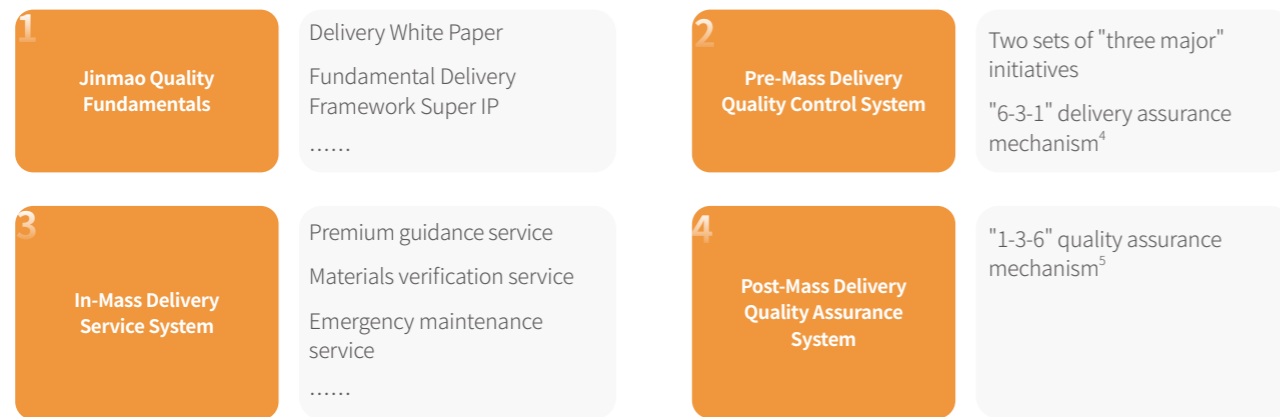 1
Jinmao Quality
Fundamentals
Delivery White Paper
Fundamental Delivery
Framework Super IP
……
2
Pre-Mass Delivery
Quality Control System
Two sets of "three major"
initiatives
"6-3-1" delivery assurance
mechanism⁴
3
In-Mass Delivery
Service System
Premium guidance service
Materials verification service
Emergency maintenance
service
……
4
Post-Mass Delivery
Quality Assurance
System
"1-3-6" quality assurance
mechanism⁵